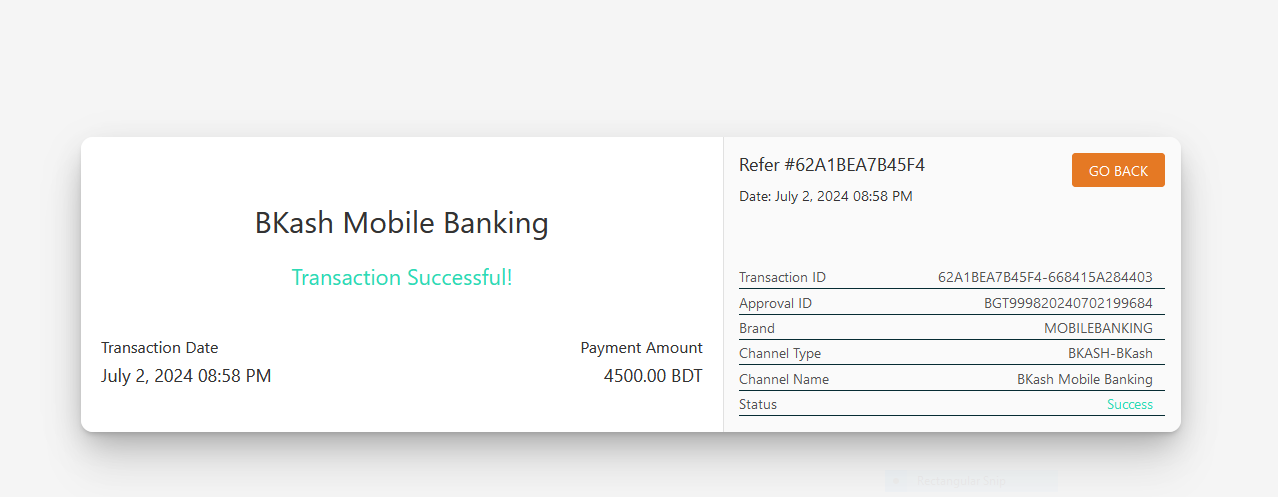 BKash Mobile Banking
Transaction Successful!
Transaction Date
July 2, 2024 08:58 PM
Payment Amount
4500.00 BDT
Refer #62A1BEA7B45F4
GO BACK
Date: July 2, 2024 08:58 PM
Transaction ID 62A1BEA7B45F4-668415A284403
Approval ID BGT999820240702199684
Brand MOBILEBANKING
Channel Type BKASH-BKash
Channel Name BKash Mobile Banking
Status Success
Rectangular Snip